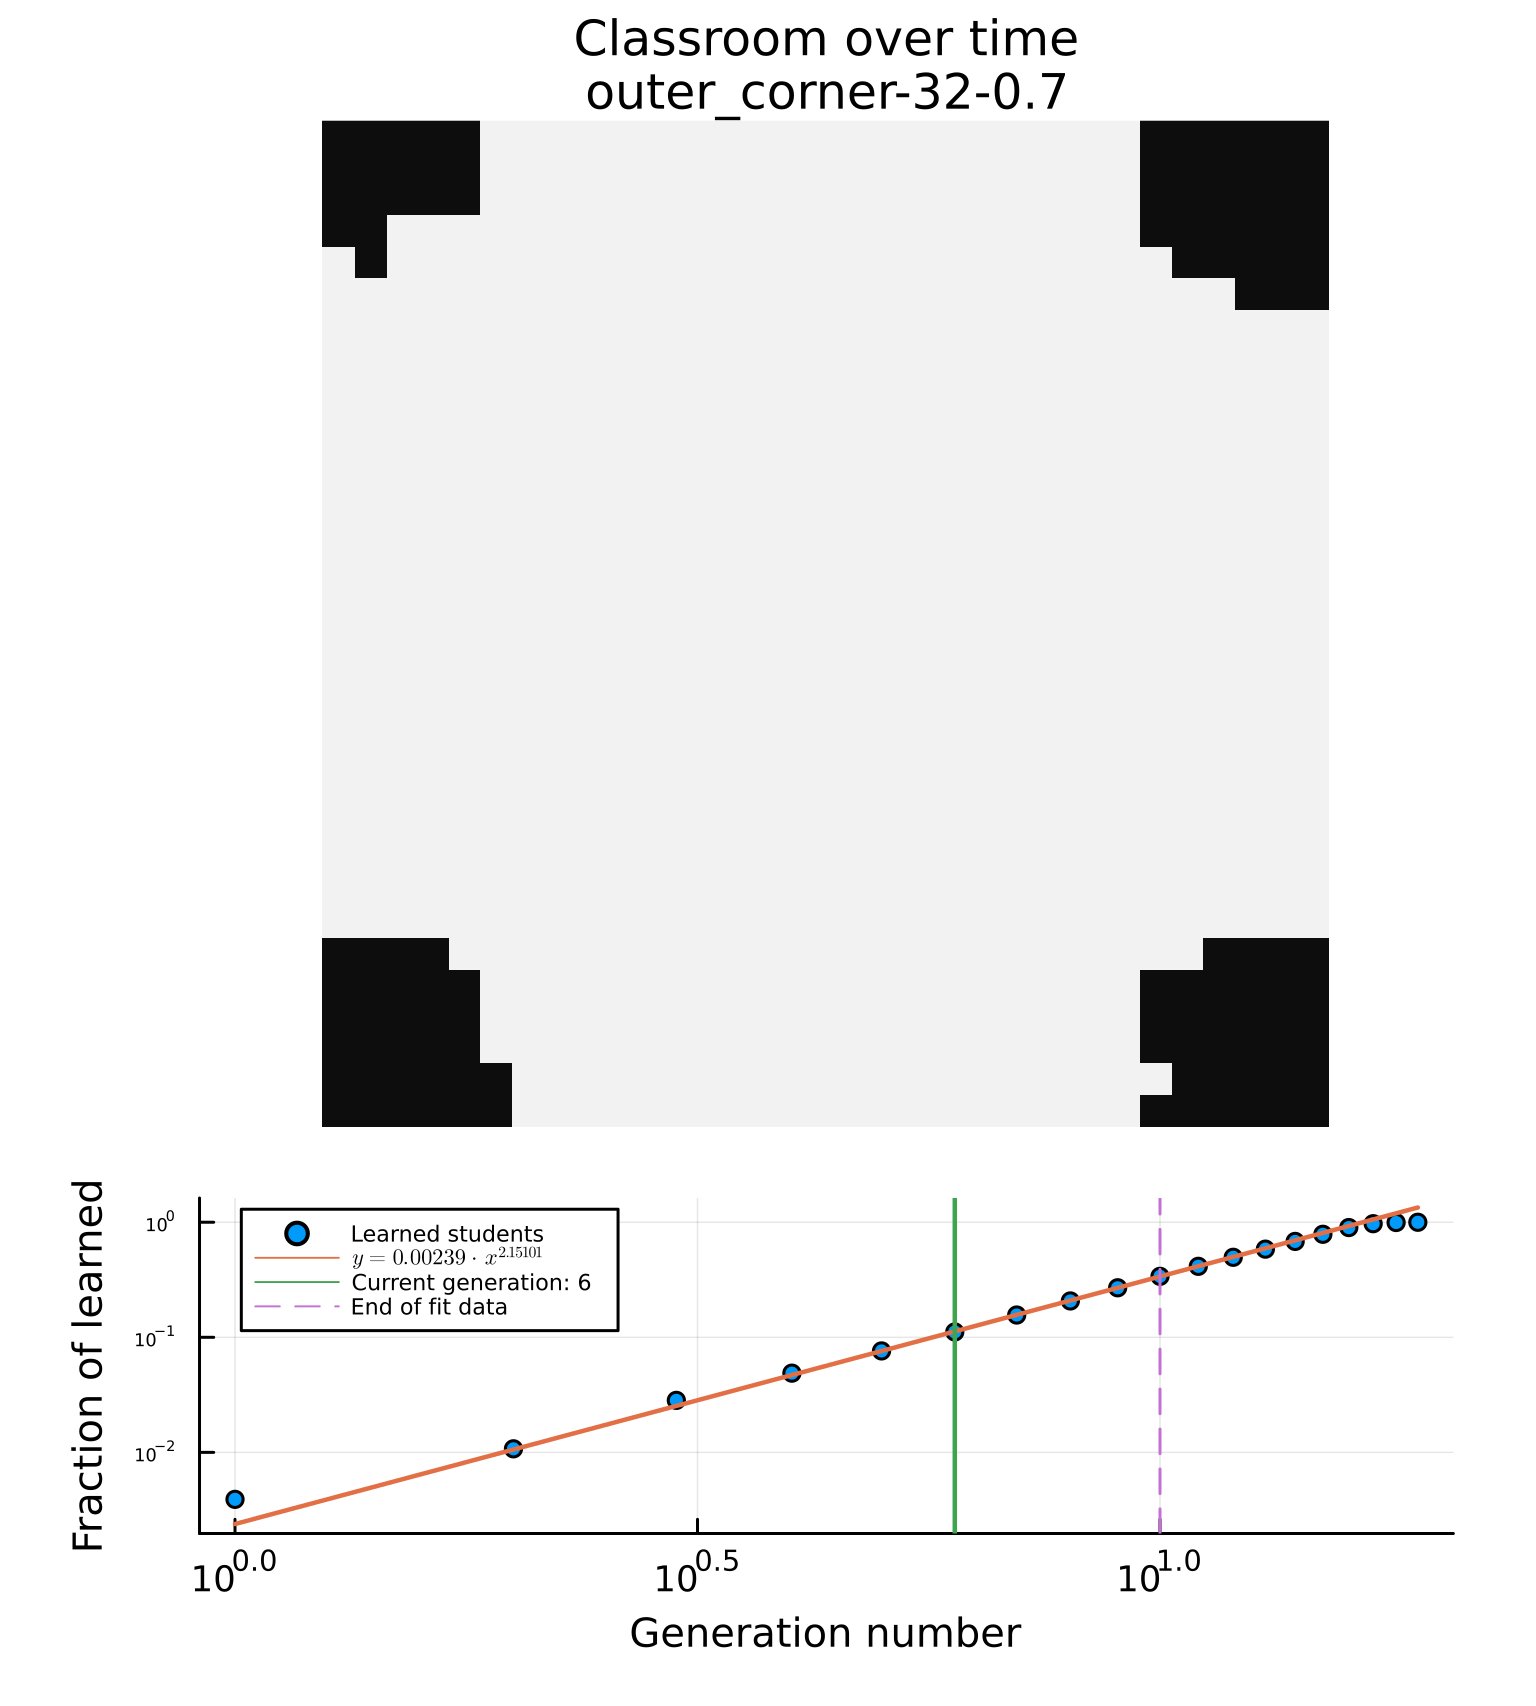 Classroom over time
outer_corner-32-0.7
Fraction of learned
10^0
10^−1
10^−2
Learned students
y = 0.00239 · x^2.15101
Current generation: 6
End of fit data
10^0.0
10^0.5
10^1.0
Generation number